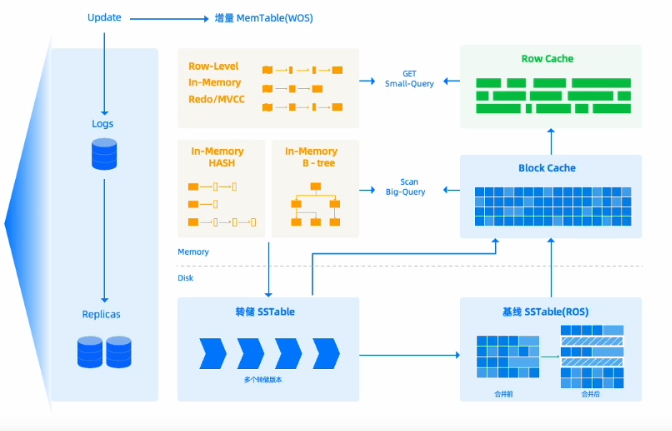 Update
增量 MemTable(WOS)
Logs
Replicas
Row-Level
In-Memory
Redo/MVCC
GET
Small-Query
Row Cache
In-Memory
HASH
In-Memory
B - tree
Scan
Big-Query
Block Cache
Memory
Disk
转储 SSTable
多个转储版本
基线 SSTable(ROS)
合并前
合并后